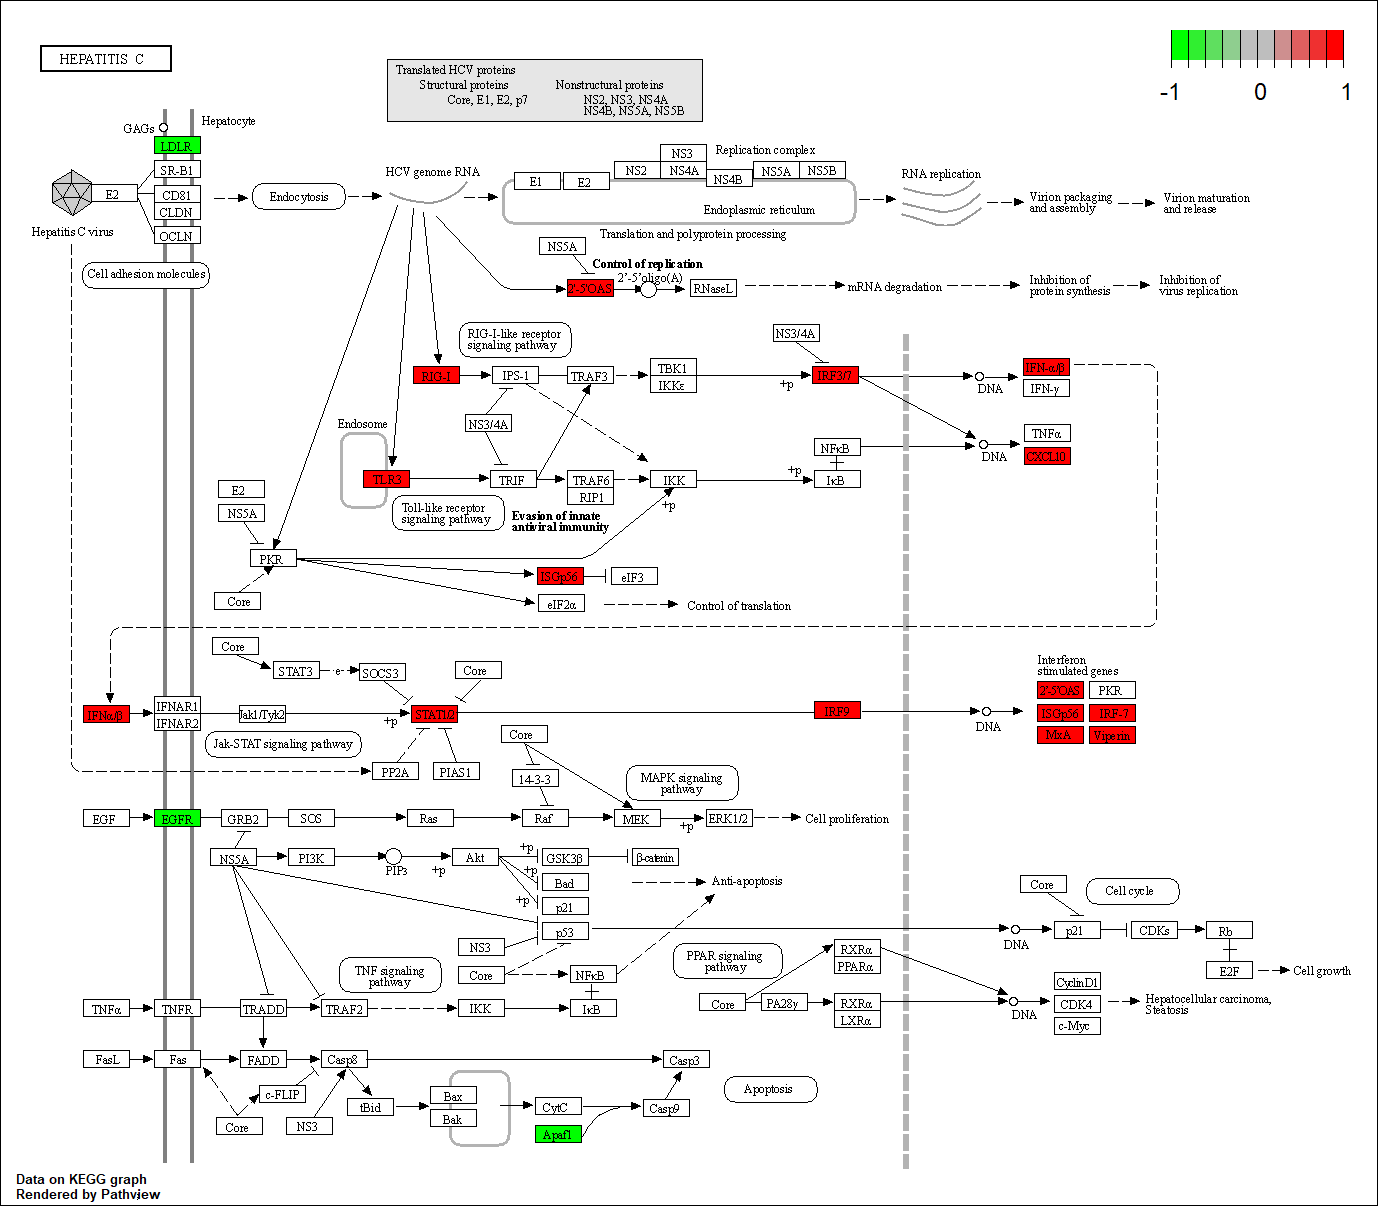 HEPATITIS C
-1 0 1
Translated HCV proteins
Structural proteins Nonstructural proteins
Core, E1, E2, p7 NS2, NS3, NS4A
NS4B, NS5A, NS5B
GAGs
Hepatocyte
LDLR
SR-B1
E2
CD81
CLDN
OCLN
Hepatitis C virus
Cell adhesion molecules
Endocytosis
HCV genome RNA
E1
E2
NS2
NS3
NS4A
NS4B
NS5A
NS5B
Replication complex
Endoplasmic reticulum
Translation and polyprotein processing
RNA replication
Virion packaging
and assembly
Virion maturation
and release
NS5A
Control of replication
2'-5'OAS
2'-5'oligo(A)
RNaseL
mRNA degradation
Inhibition of
protein synthesis
Inhibition of
virus replication
RIG-I-like receptor
signaling pathway
NS3/4A
RIG-I
IPS-1
TRAF3
TBK1
IKKε
+p
IRF3/7
DNA
IFN-α/β
IFN-γ
NS3/4A
Endosome
TLR3
TRIF
TRAF6
RIP1
IKK
+p
+p
NFκB
IκB
DNA
TNFα
CXCL10
Toll-like receptor
signaling pathway
Evasion of innate
antiviral immunity
E2
NS5A
PKR
Core
ISGp56
eIF3
eIF2α
Control of translation
Core
STAT3
e
SOCS3
Core
IFNα/β
IFNAR1
IFNAR2
Jak1/Tyk2
+p
STAT1/2
IRF9
DNA
Interferon
stimulated genes
2'-5'OAS
PKR
ISGp56
IRF-7
MxA
Viperin
Jak-STAT signaling pathway
PP2A
PIAS1
Core
14-3-3
MAPK signaling
pathway
EGF
EGFR
GRB2
SOS
Ras
Raf
MEK
+p
ERK1/2
Cell proliferation
NS5A
PI3K
PIP3
+p
Akt
+p
+p
+p
GSK3β
β-catenin
Bad
p21
p53
Anti-apoptosis
NS3
Core
NFκB
Core
Cell cycle
DNA
p21
CDKs
Rb
E2F
Cell growth
TNF signaling
pathway
PPAR signaling
pathway
RXRα
PPARα
TNFα
TNFR
TRADD
TRAF2
IKK
IκB
Core
PA28γ
RXRα
LXRα
DNA
CyclinD1
CDK4
c-Myc
Hepatocellular carcinoma,
Steatosis
FasL
Fas
FADD
Casp8
Casp3
c-FLIP
tBid
Bax
Bak
CytC
Casp9
Apaf1
Apoptosis
Core
NS3
Data on KEGG graph
Rendered by Pathview